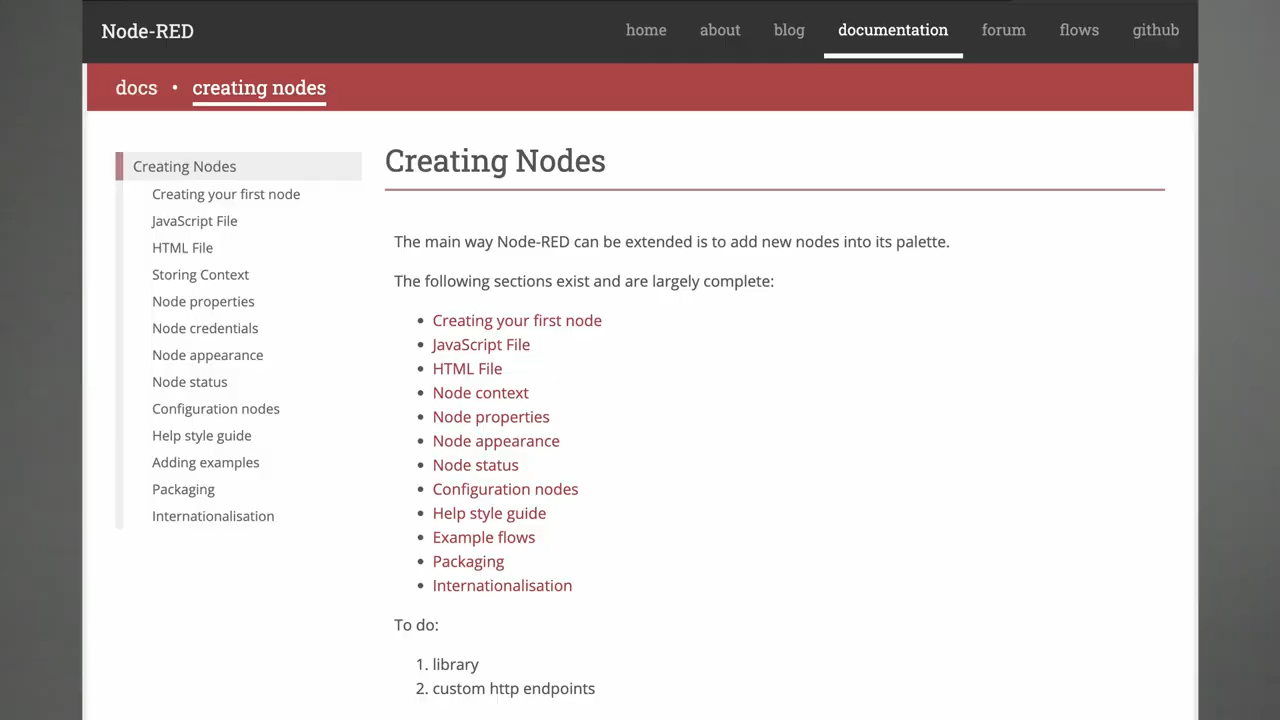 Node-RED
home about blog documentation forum flows github
docs • creating nodes
Creating Nodes
Creating your first node
JavaScript File
HTML File
Storing Context
Node properties
Node credentials
Node appearance
Node status
Configuration nodes
Help style guide
Adding examples
Packaging
Internationalisation
Creating Nodes
The main way Node-RED can be extended is to add new nodes into its palette.
The following sections exist and are largely complete:
• Creating your first node
• JavaScript File
• HTML File
• Node context
• Node properties
• Node appearance
• Node status
• Configuration nodes
• Help style guide
• Example flows
• Packaging
• Internationalisation
To do:
1. library
2. custom http endpoints